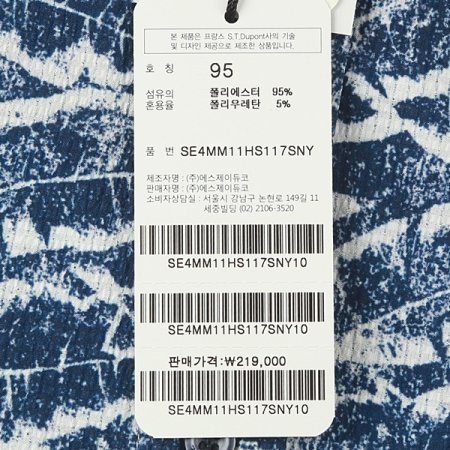 본 제품은 프랑스 S.T.Dupont사의 기술
및 디자인 제공으로 제조한 상품입니다.
호 칭 95
섬유의 폴리에스터 95%
혼용율 폴리우레탄 5%
품 번 SE4MM11HS117SNY
제조자명 : (주)에스제이듀코
판매자명 : (주)에스제이듀코
소비자상담실 : 서울시 강남구 논현로 149길 11
세중빌딩 (02) 2106-3520
SE4MM11HS117SNY10
SE4MM11HS117SNY10
판매가격:₩219,000
SE4MM11HS117SNY10